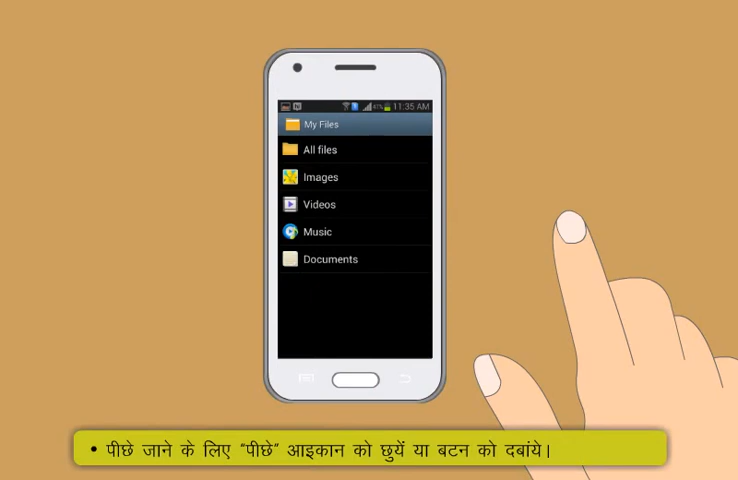 11:35 AM
My Files
All files
Images
Videos
Music
Documents
• पीछे जाने के लिए “पीछे” आइकान को छुयें या बटन को दबांये।